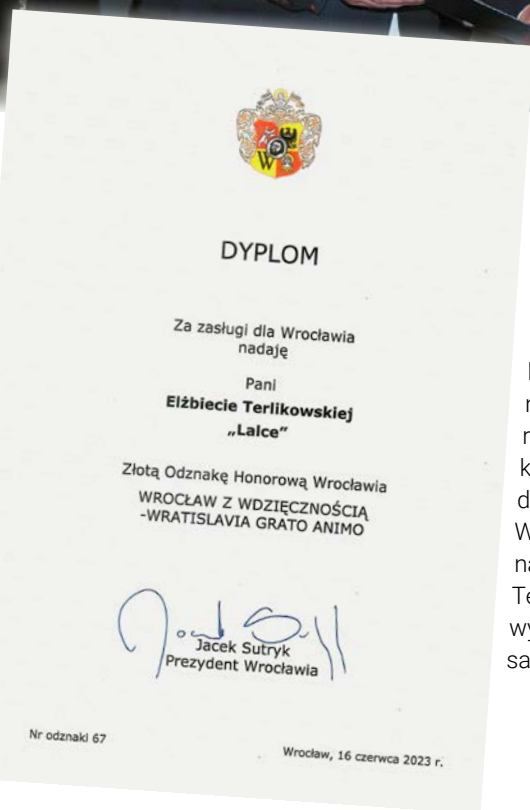 W
DYPLOM
Za zasługi dla Wrocławia
nadaję
Pani
Elżbiecie Terlikowskiej
„Lalce”
Złotą Odznakę Honorową Wrocławia
WROCŁAW Z WDZIĘCZNOŚCIĄ
-WRATISLAVIA GRATO ANIMO
Jacek Sutryk
Prezydent Wrocławia
Nr odznaki 67
Wrocław, 16 czerwca 2023 r.